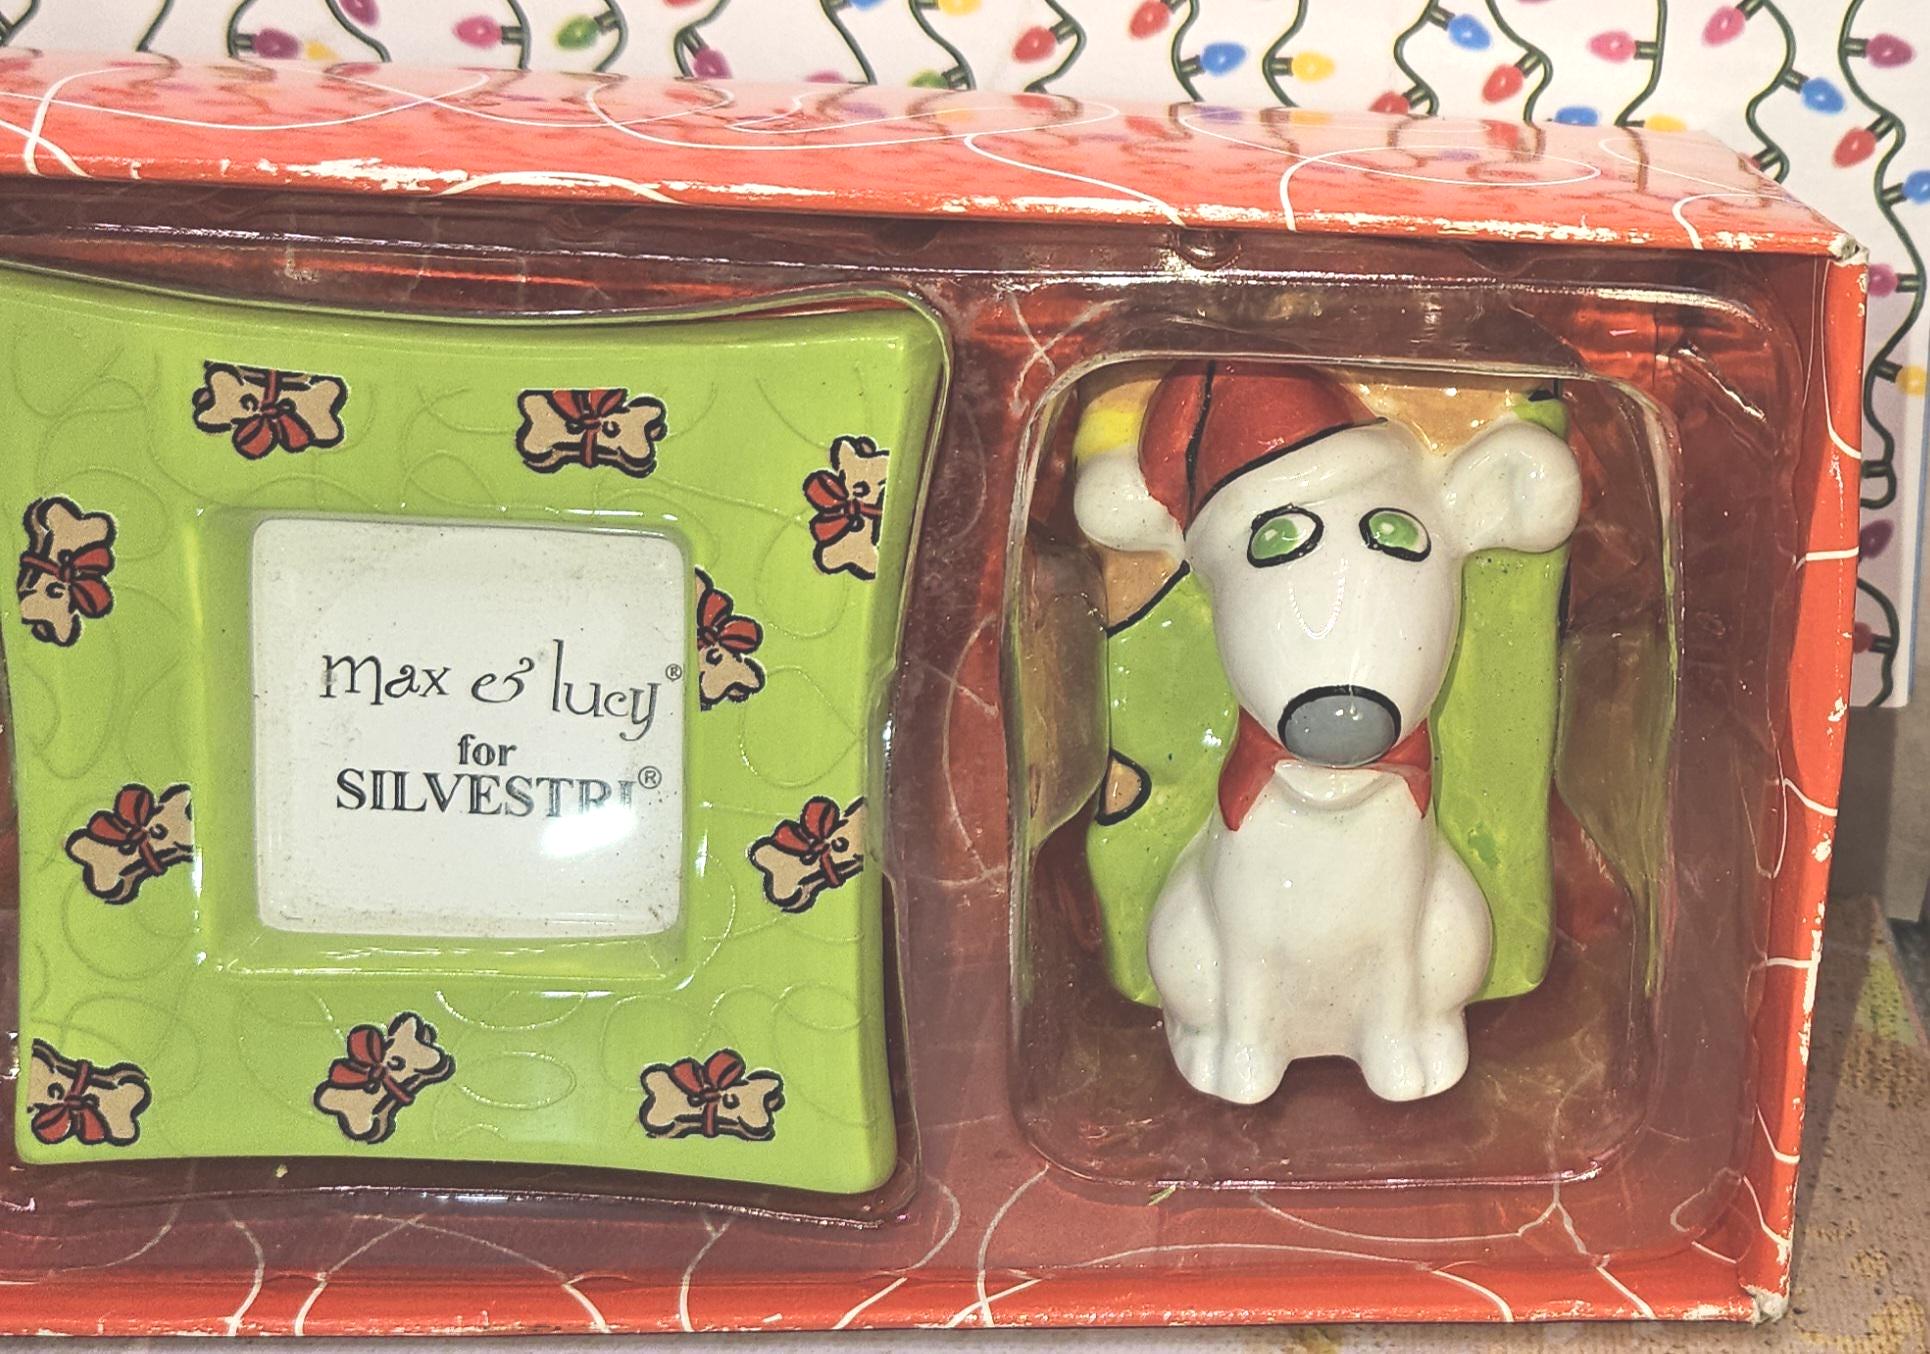 max & lucy®
for
SILVESTRI®